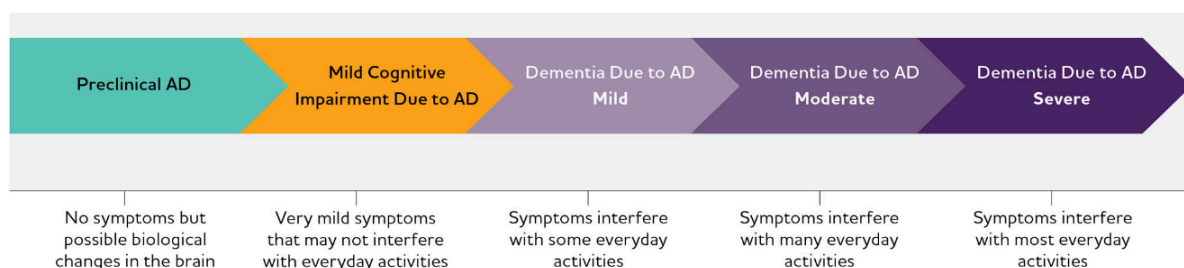 Preclinical AD
Mild Cognitive
Impairment Due to AD
Dementia Due to AD
Mild
Dementia Due to AD
Moderate
Dementia Due to AD
Severe
No symptoms but
possible biological
changes in the brain
Very mild symptoms
that may not interfere
with everyday activities
Symptoms interfere
with some everyday
activities
Symptoms interfere
with many everyday
activities
Symptoms interfere
with most everyday
activities